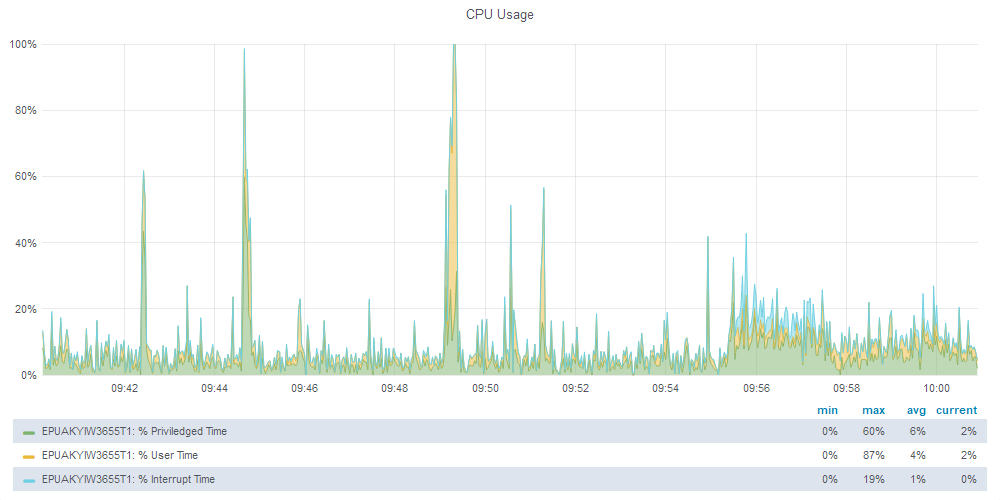 CPU Usage
100%
80%
60%
40%
20%
0%
09:42 09:44 09:46 09:48 09:50 09:52 09:54 09:56 09:58 10:00
min max avg current
EPUAKYIW3655T1: % Priviledged Time 0% 60% 6% 2%
EPUAKYIW3655T1: % User Time 0% 87% 4% 2%
EPUAKYIW3655T1: % Interrupt Time 0% 19% 1% 0%